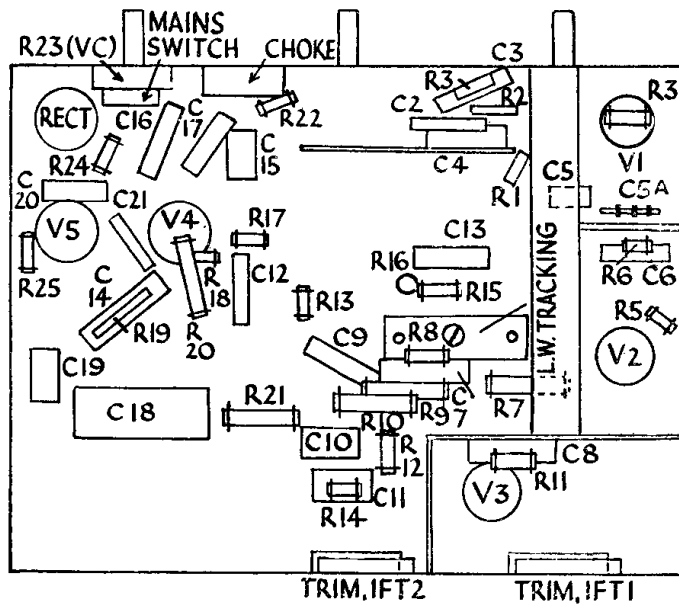 MAINS
SWITCH
R23(VC)
CHOKE
C3
R3
R2
R3
C2
RECT
C16
C
17
R22
C
15
C4
V1
R24
R1
C5
C5A
C
20
C21
V5
V4
R17
C13
R25
R
18
C12
R16
R15
R6
C6
C
14
R19
R
20
R13
L.W. TRACKING
R5
V2
C9
R8
C19
C18
R21
R10
R9
C
7
R7
C10
R
12
C8
R11
V3
R14
C11
TRIM, IFT2
TRIM, IFT1